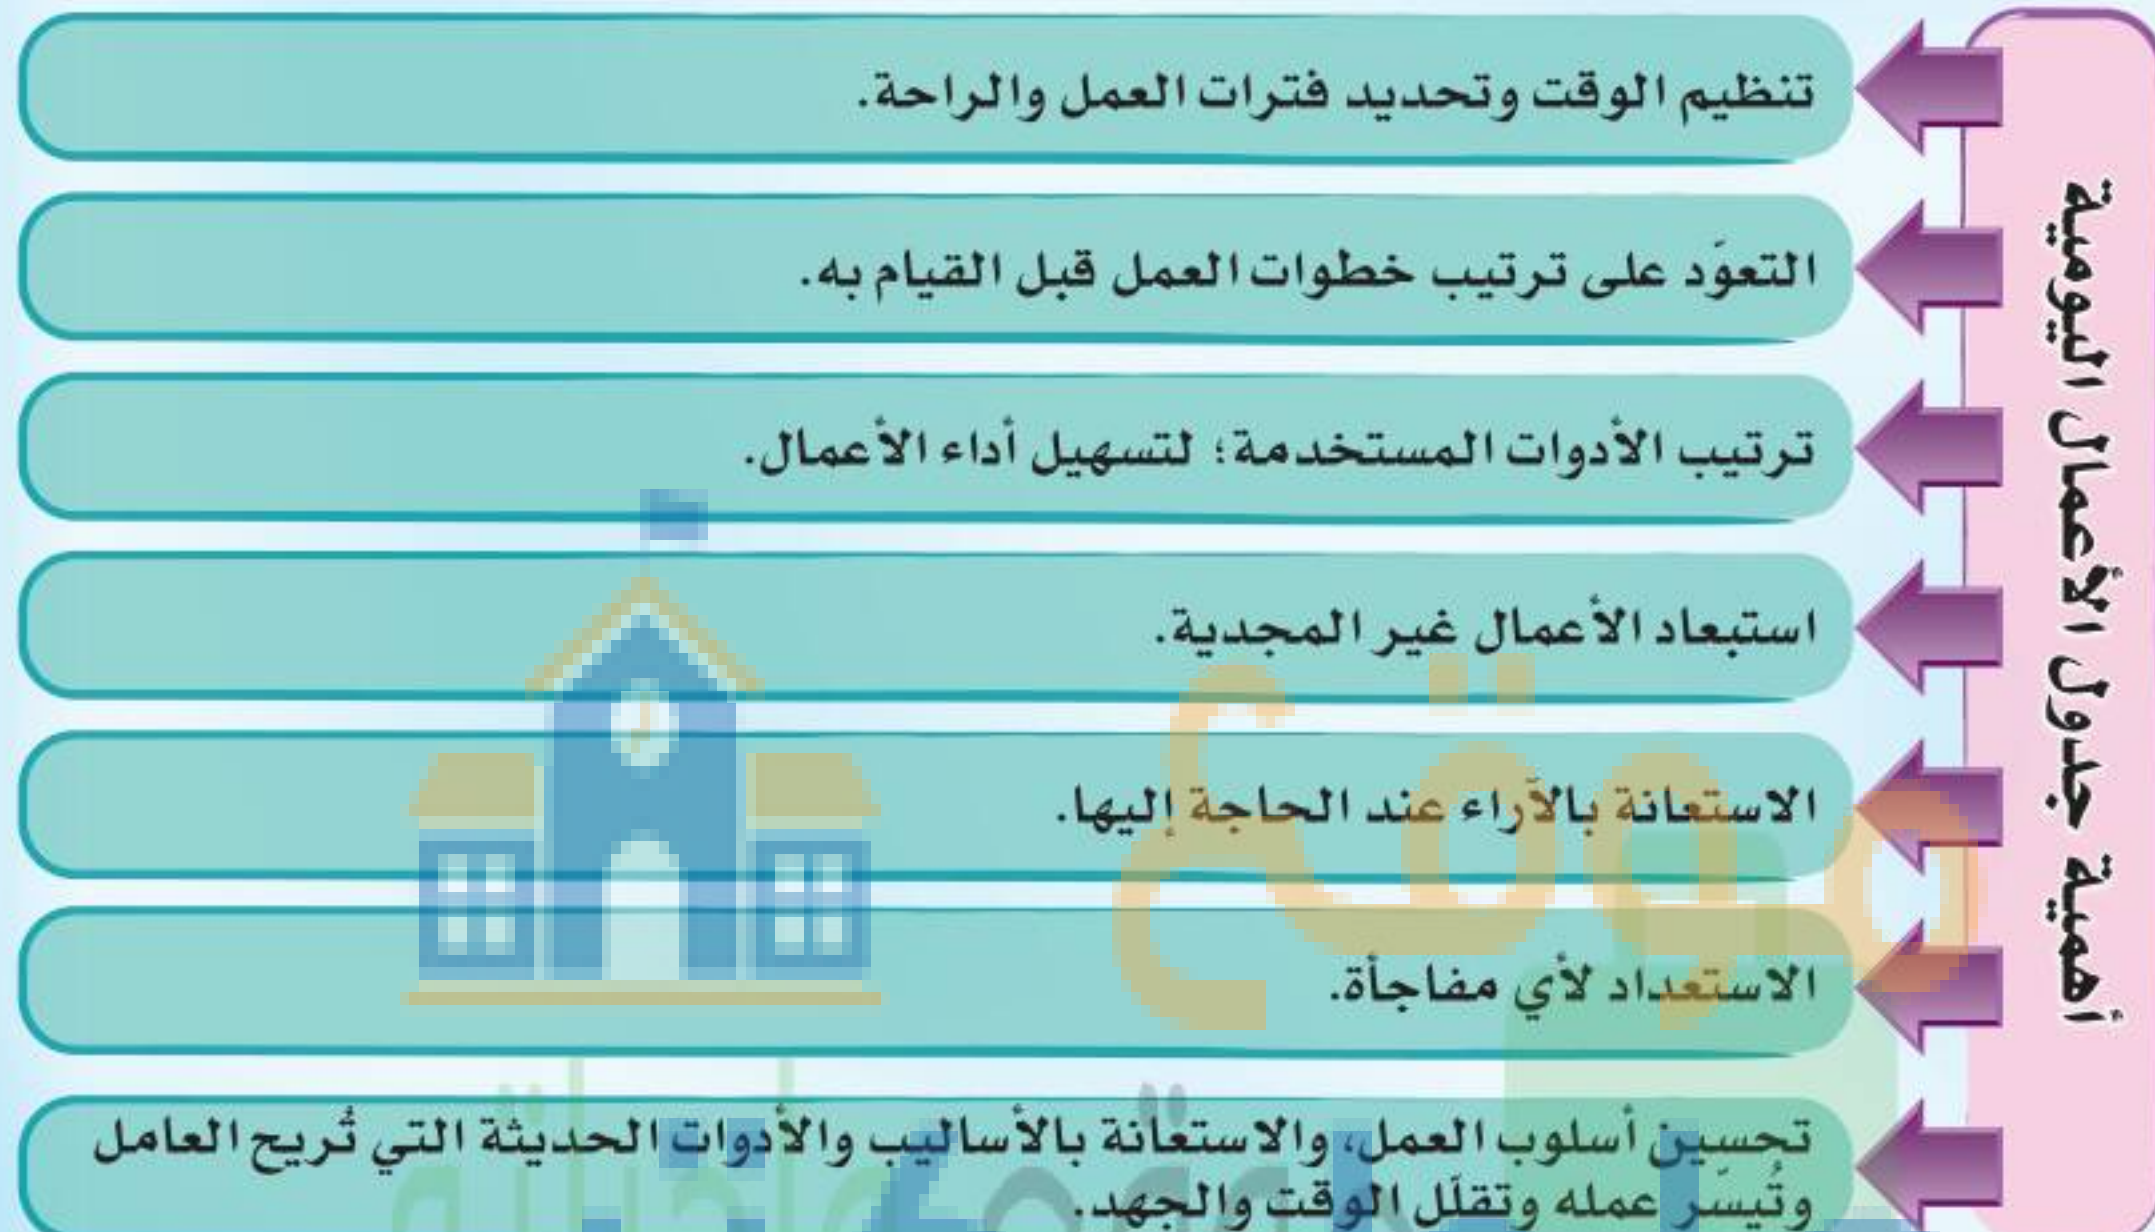 أهمية جدول الأعمال اليومية
تنظيم الوقت وتحديد فترات العمل والراحة.
التعوّد على ترتيب خطوات العمل قبل القيام به.
ترتيب الأدوات المستخدمة؛ لتسهيل أداء الأعمال.
استبعاد الأعمال غير المجدية.
الاستعانة بالآراء عند الحاجة إليها.
الاستعداد لأي مفاجأة.
تحسين أسلوب العمل، والاستعانة بالأساليب والأدوات الحديثة التي تُريح العامل
وتُيسّر عمله وتقلّل الوقت والجهد.
موقع